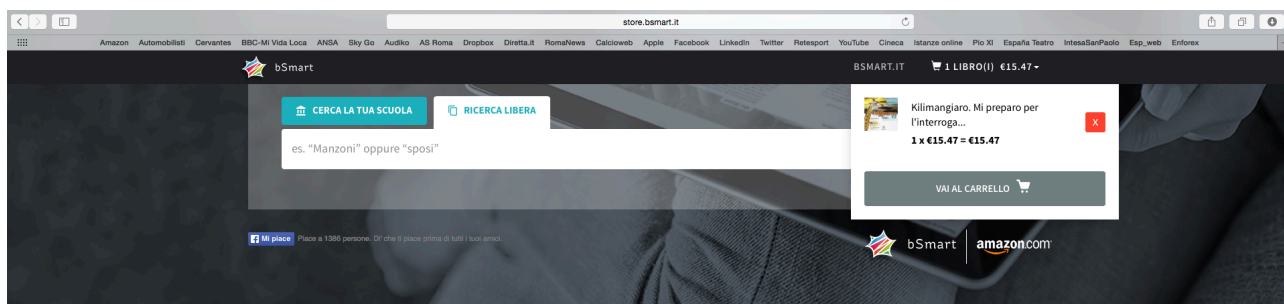 store.bsmart.it
Amazon Automobilisti Cervantes BBC-Mi Vida Loca ANSA Sky Go Audiko AS Roma Dropbox Diretta.it RomaNews Calcioweb Apple Facebook LinkedIn Twitter Retesport YouTube Cineca Istanze online Pio XI España Teatro IntesaSanPaolo Esp_web Enforex
bSmart
BSMART.IT 1 LIBRO(I) €15.47
CERCA LA TUA SCUOLA RICERCA LIBERA
es. “Manzoni” oppure “sposi”
Kilimangiaro. Mi preparo per
l'interroga...
X
1 x €15.47 = €15.47
VAI AL CARRELLO
Mi piace Piace a 1386 persone. Di' che ti piace prima di tutti i tuoi amici.
bSmart amazon.com